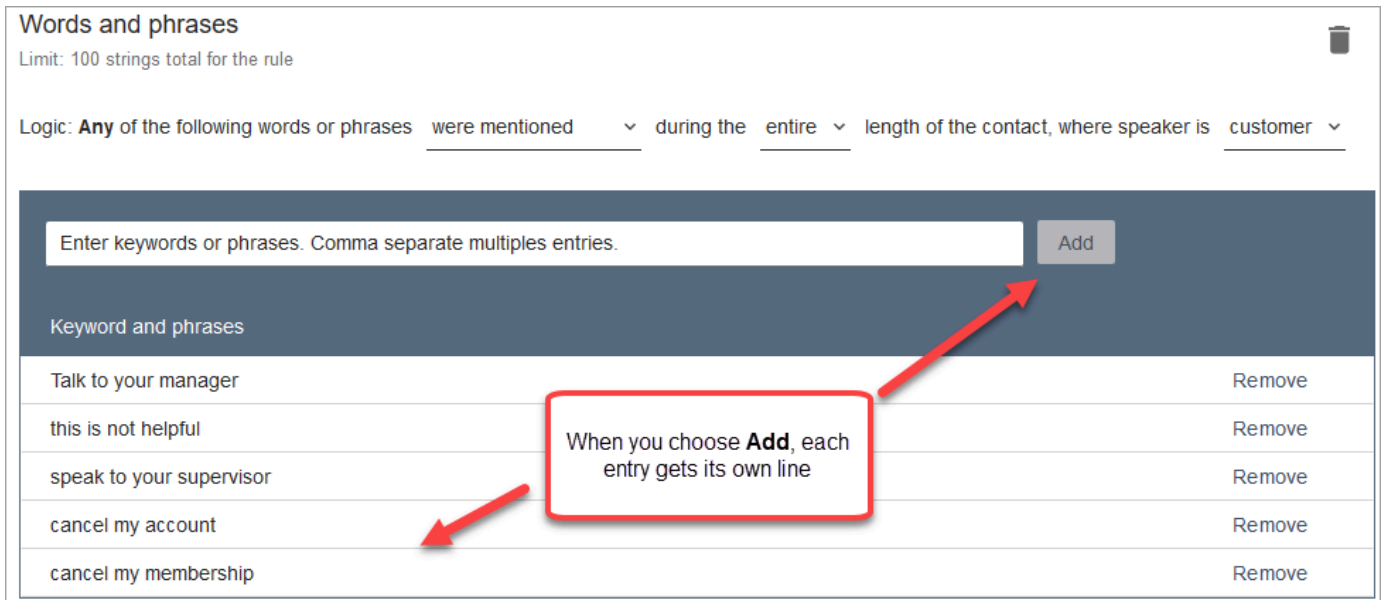 Words and phrases
Limit: 100 strings total for the rule
Logic: Any of the following words or phrases were mentioned during the entire length of the contact, where speaker is customer
Enter keywords or phrases. Comma separate multiples entries. Add
Keyword and phrases
Talk to your manager Remove
this is not helpful Remove
When you choose Add, each
entry gets its own line
speak to your supervisor Remove
cancel my account Remove
cancel my membership Remove